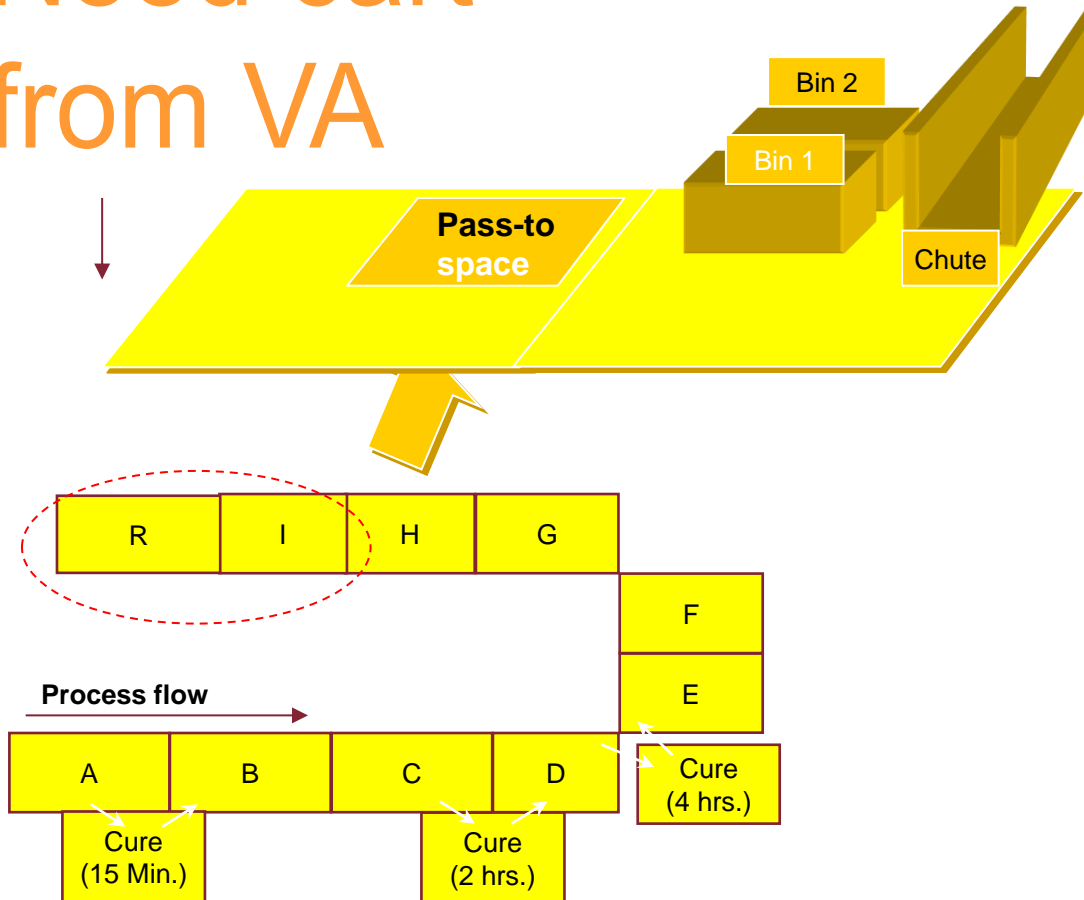 from VA
Bin 2
Bin 1
Pass-to
space
Chute
R
I
H
G
F
E
Process flow
A
B
C
D
Cure
(4 hrs.)
Cure
(15 Min.)
Cure
(2 hrs.)